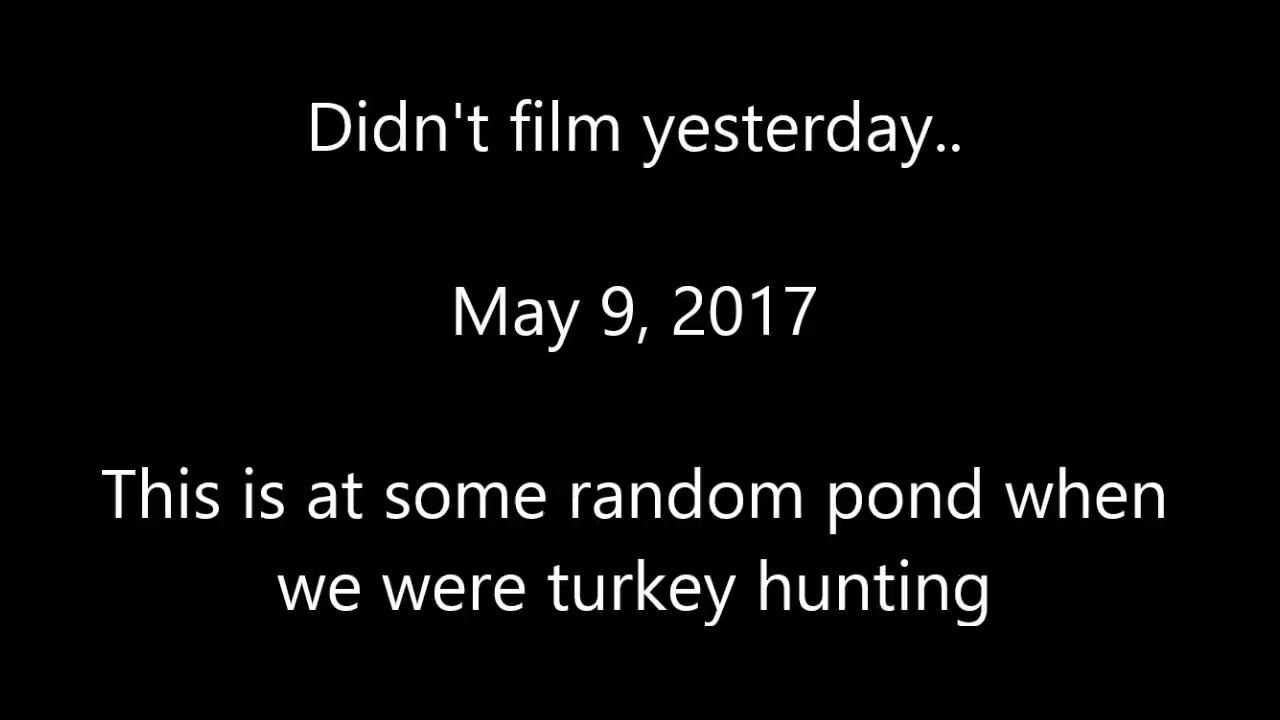 Didn't film yesterday..
May 9, 2017
This is at some random pond when
we were turkey hunting